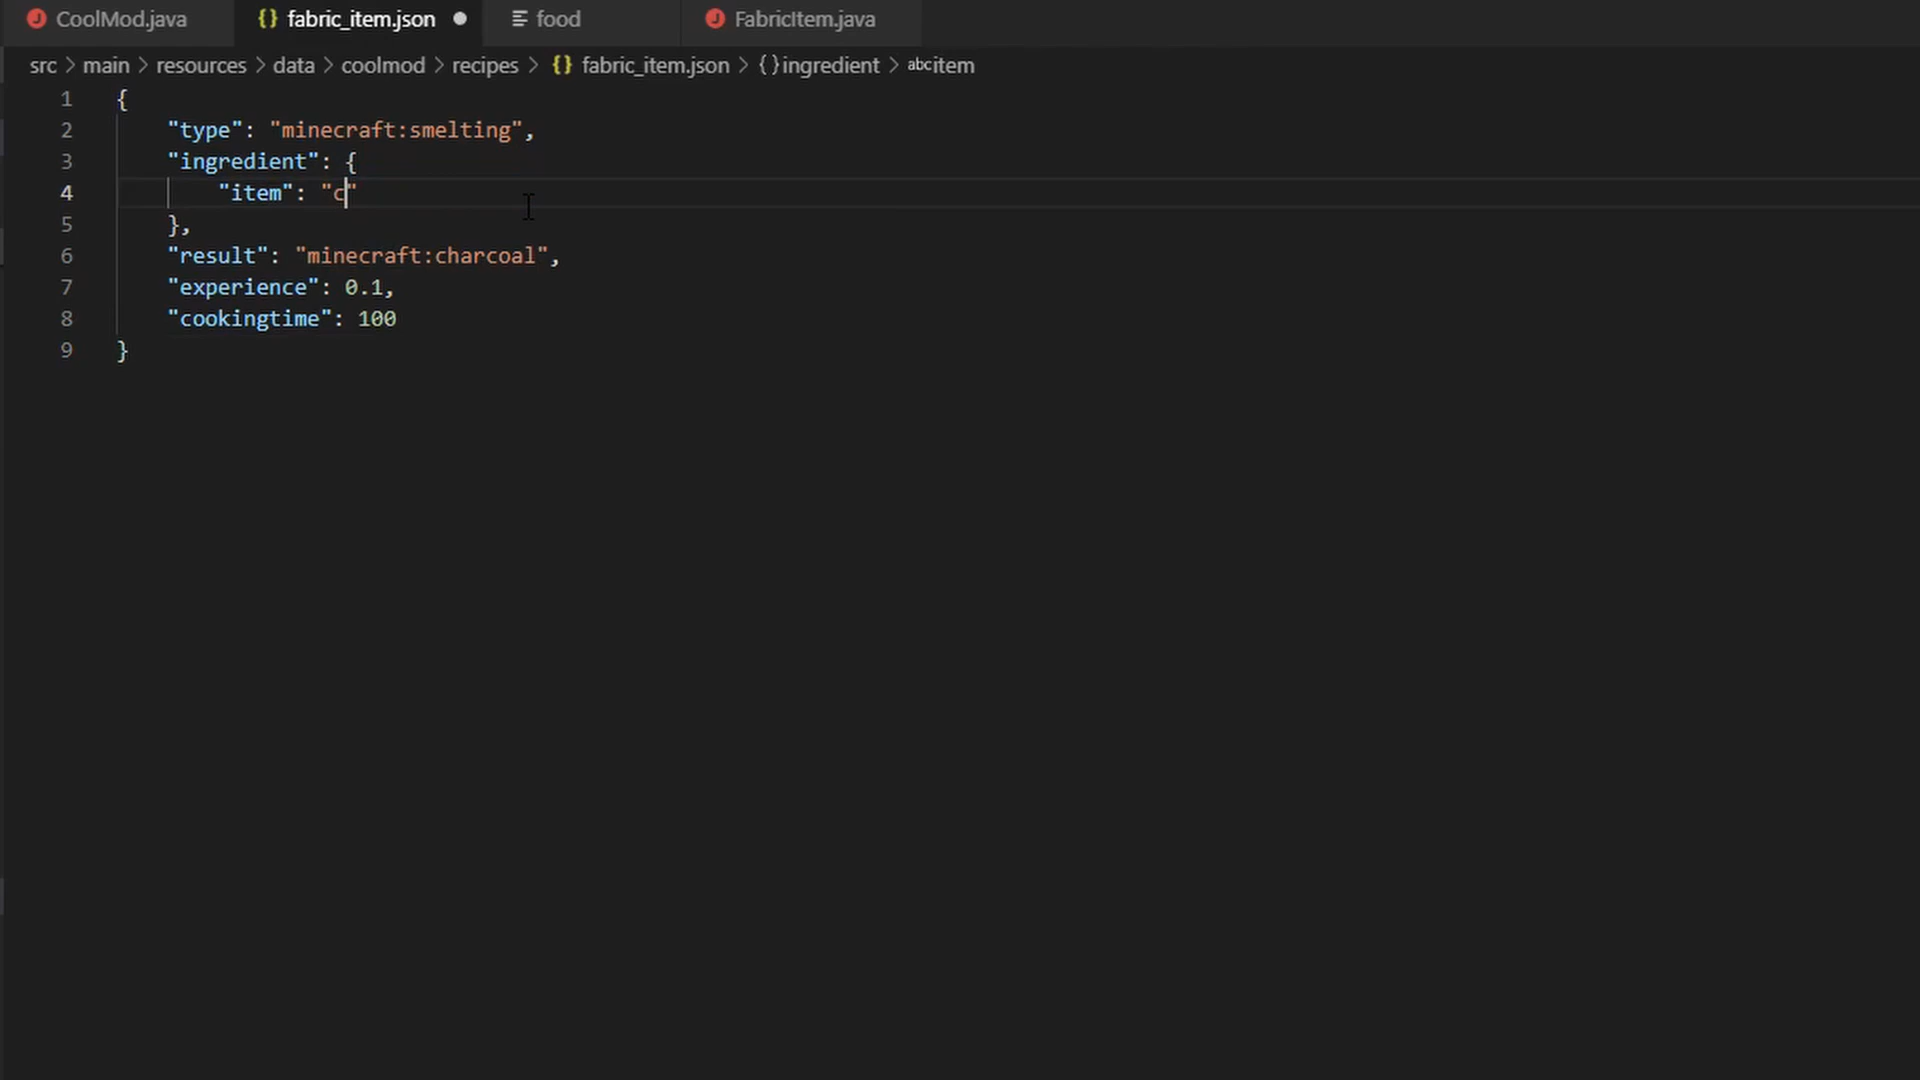 CoolMod.java {} fabric_item.json food FabricItem.java
src > main > resources > data > coolmod > recipes > {} fabric_item.json > {} ingredient > abc item
1 {
2 "type": "minecraft:smelting",
3 "ingredient": {
4 "item": "c"
5 },
6 "result": "minecraft:charcoal",
7 "experience": 0.1,
8 "cookingtime": 100
9 }